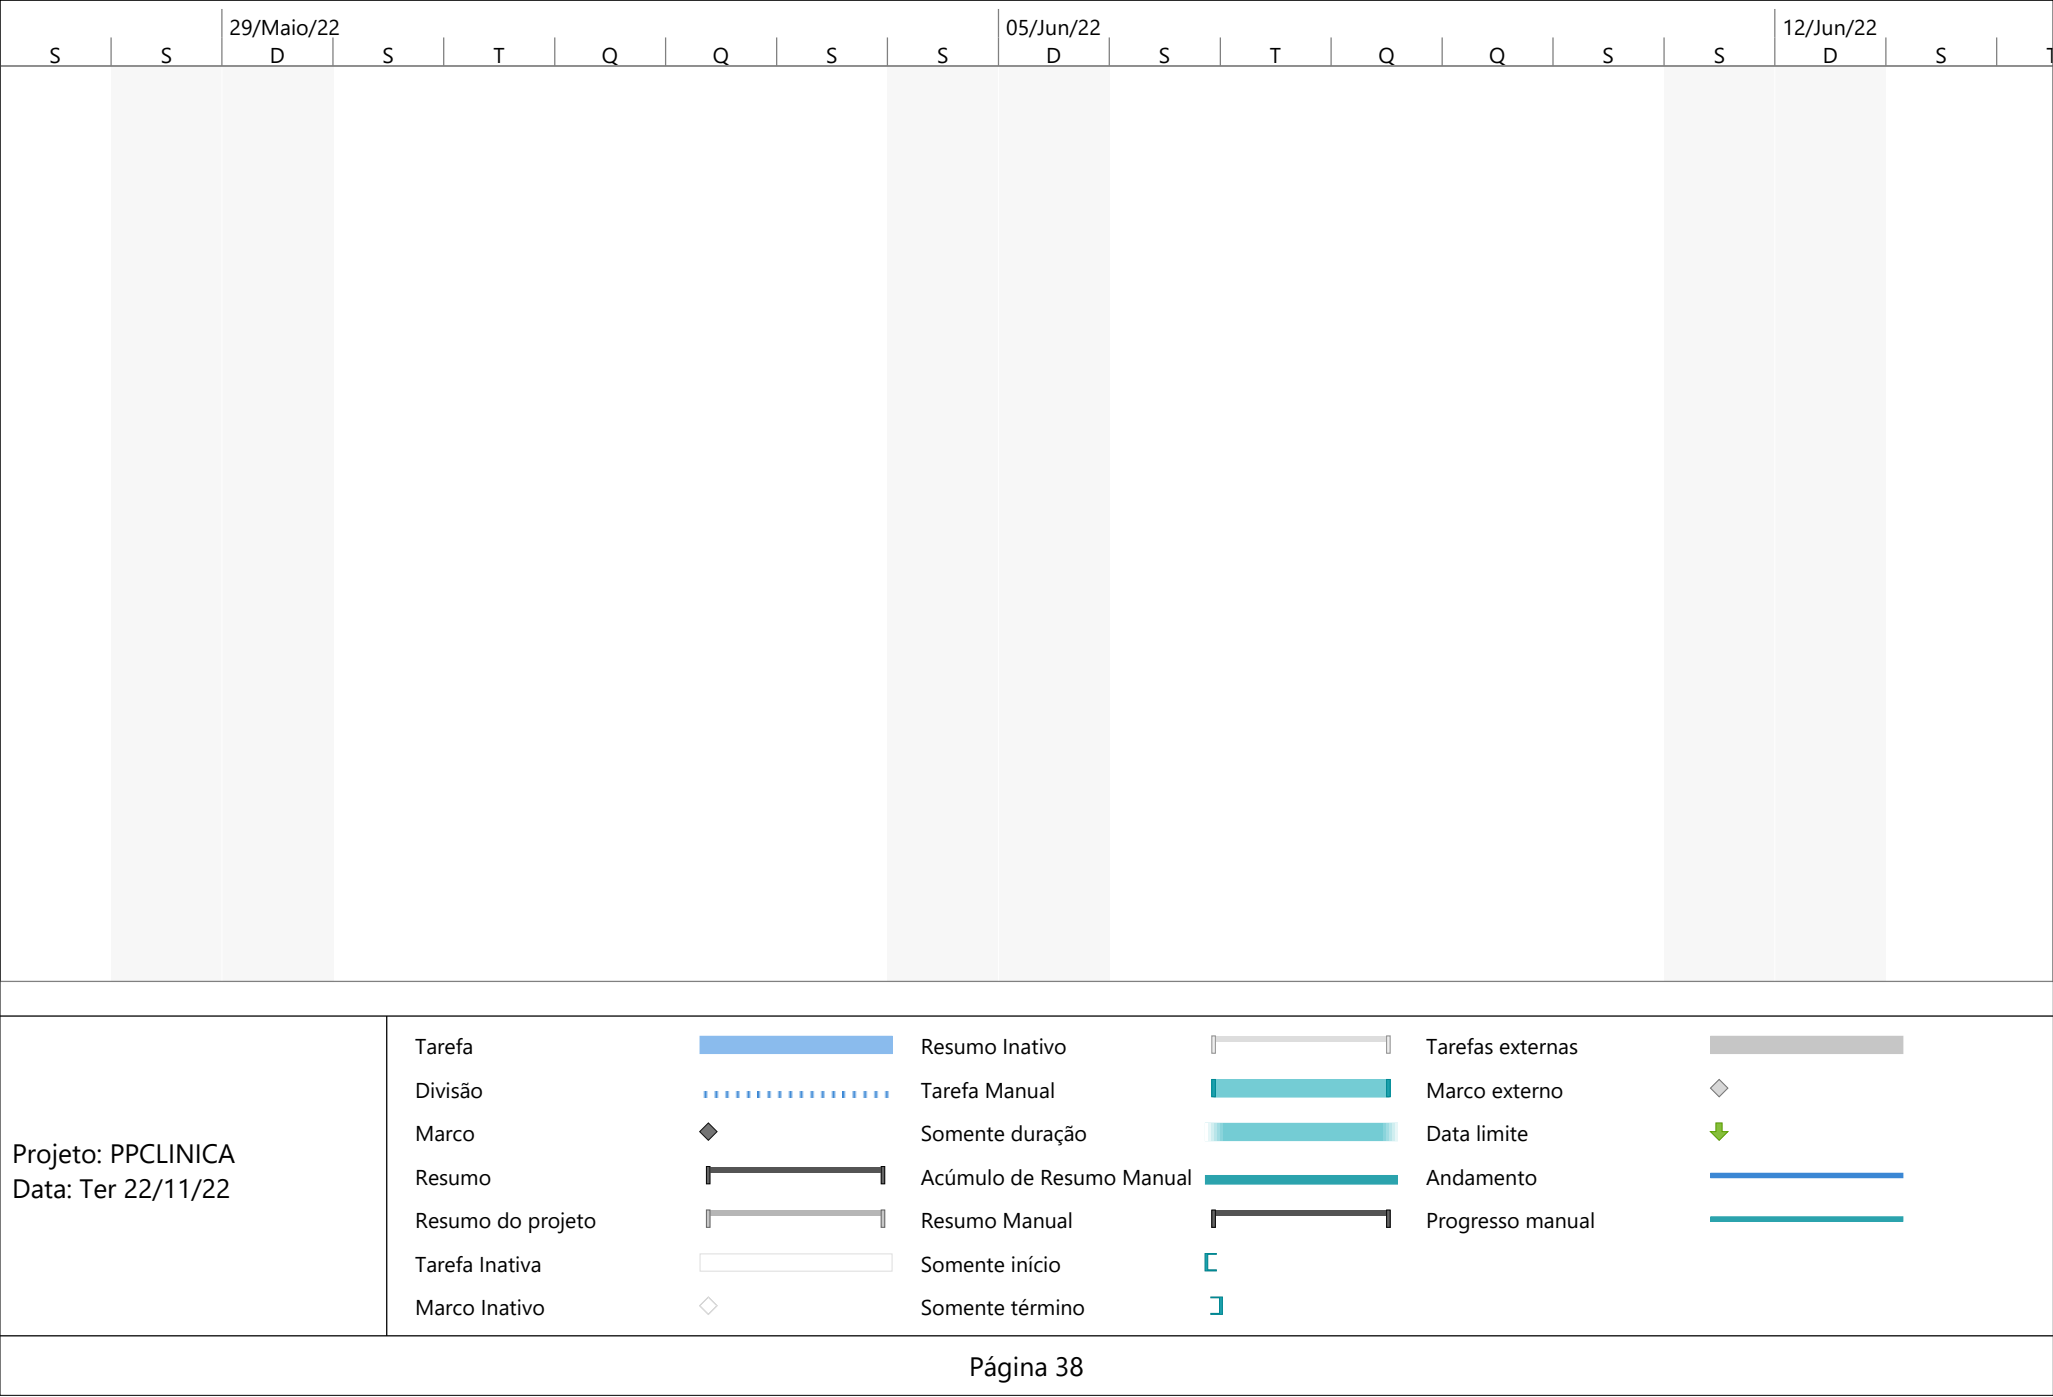 29/Maio/22 05/Jun/22 12/Jun/22
S S D S T Q Q S S D S T Q Q S S D S T
Tarefa Resumo Inativo Tarefas externas
Divisão Tarefa Manual Marco externo
Marco Somente duração Data limite
Resumo Acúmulo de Resumo Manual Andamento
Resumo do projeto Resumo Manual Progresso manual
Tarefa Inativa Somente início
Marco Inativo Somente término
Projeto: PPCLINICA
Data: Ter 22/11/22
Página 38